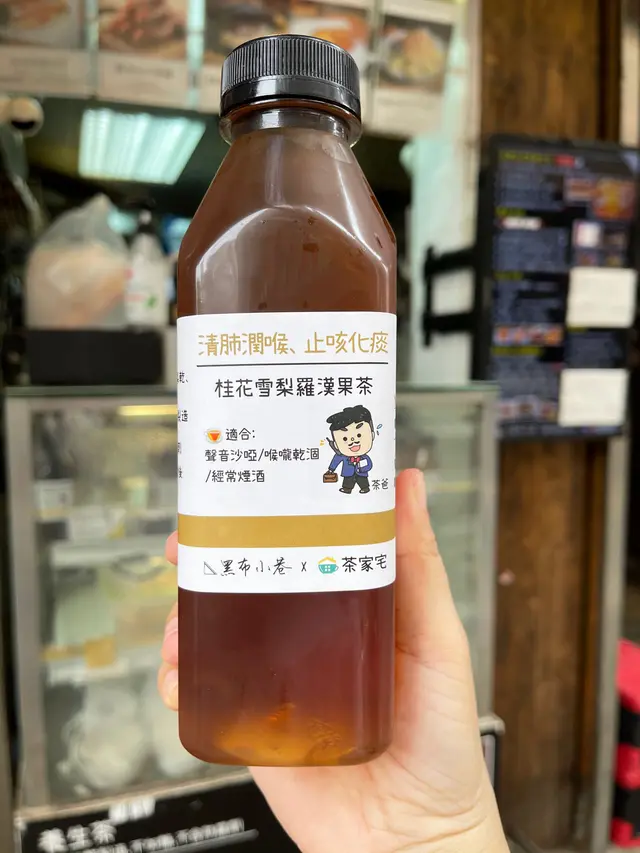 清肺潤喉、止咳化痰
桂花雪梨羅漢果茶
適合：
聲音沙啞/喉嚨乾涸
/經常煙酒
茶爸
黑布小巷 x 茶家宅
養生茶